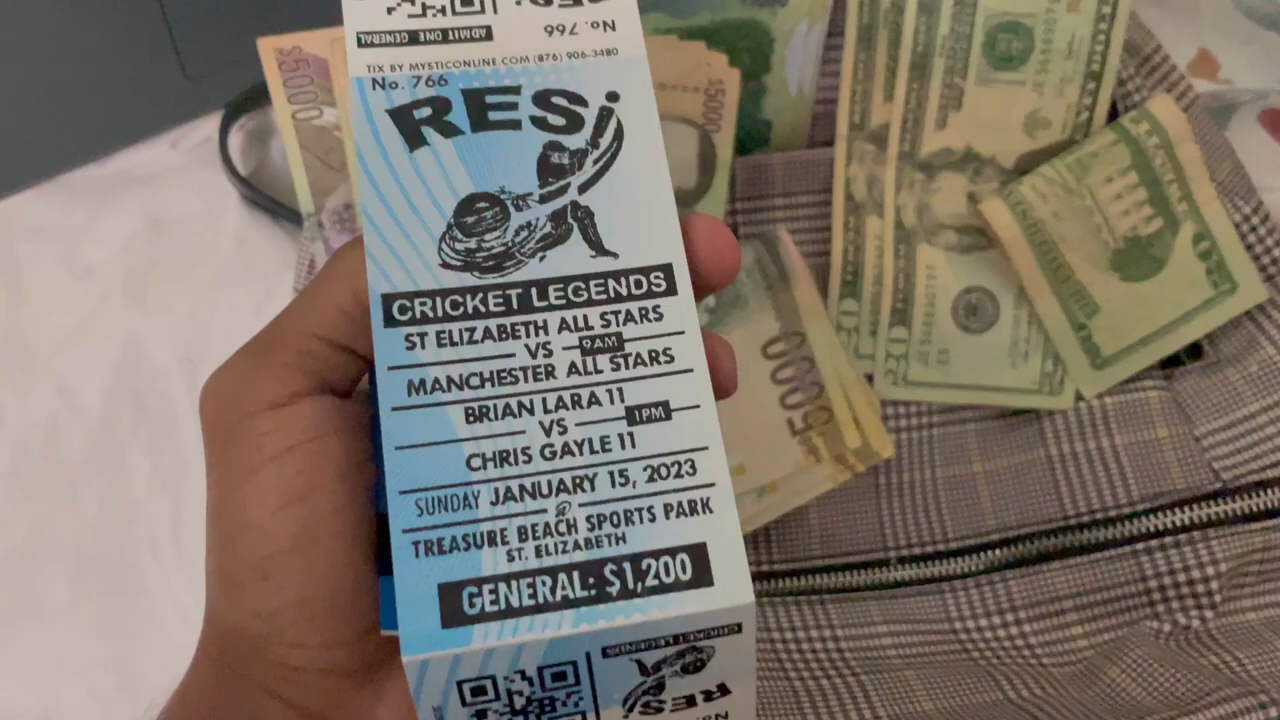 ADMIT ONE GENERAL
No. 766
TIX BY MYSTICONLINE.COM (876) 906-3480
No. 766
RES
CRICKET LEGENDS
ST ELIZABETH ALL STARS
VS 9AM
MANCHESTER ALL STARS
BRIAN LARA 11
VS 1PM
CHRIS GAYLE 11
SUNDAY JANUARY 15, 2023
@
TREASURE BEACH SPORTS PARK
ST. ELIZABETH
GENERAL: $1,200
CRICKET LEGENDS
RES
$5000
$5000
5000
20
20